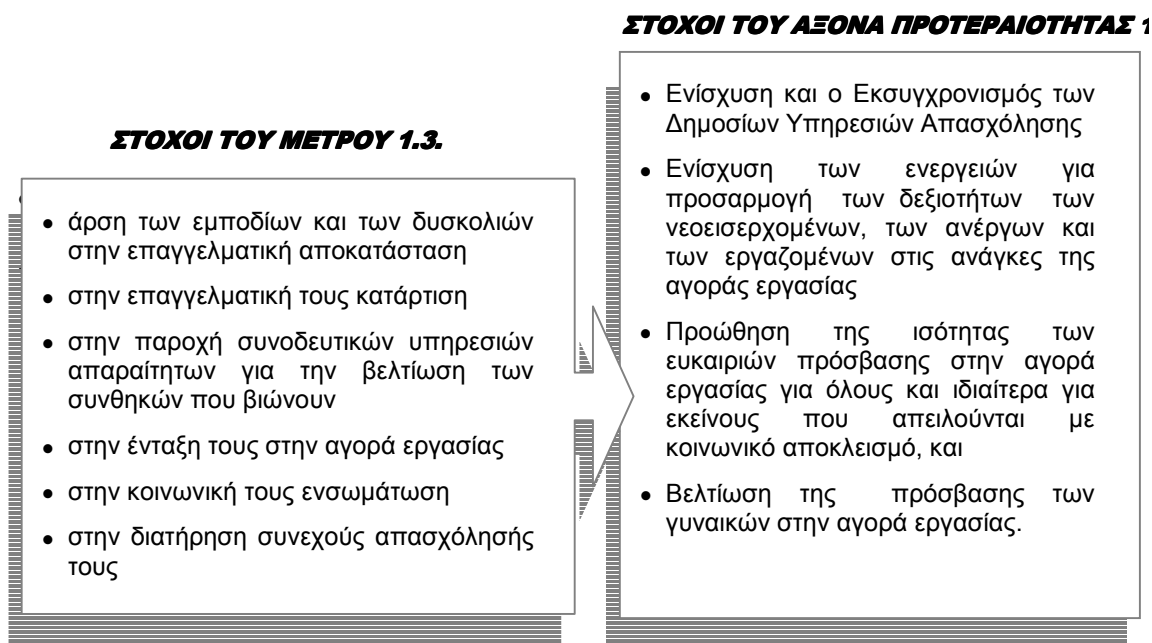 ΣΤΟΧΟΙ ΤΟΥ ΜΕΤΡΟΥ 1.3.
• άρση των εμποδίων και των δυσκολιών
στην επαγγελματική αποκατάσταση
• στην επαγγελματική τους κατάρτιση
• στην παροχή συνοδευτικών υπηρεσιών
απαραίτητων για την βελτίωση των
συνθηκών που βιώνουν
• στην ένταξη τους στην αγορά εργασίας
• στην κοινωνική τους ενσωμάτωση
• στην διατήρηση συνεχούς απασχόλησής
τους
ΣΤΟΧΟΙ ΤΟΥ ΑΞΟΝΑ ΠΡΟΤΕΡΑΙΟΤΗΤΑΣ 1
• Ενίσχυση και ο Εκσυγχρονισμός των
Δημοσίων Υπηρεσιών Απασχόλησης
• Ενίσχυση των ενεργειών για
προσαρμογή των δεξιοτήτων των
νεοεισερχομένων, των ανέργων και
των εργαζομένων στις ανάγκες της
αγοράς εργασίας
• Προώθηση της ισότητας των
ευκαιριών πρόσβασης στην αγορά
εργασίας για όλους και ιδιαίτερα για
εκείνους που απειλούνται με
κοινωνικό αποκλεισμό, και
• Βελτίωση της πρόσβασης των
γυναικών στην αγορά εργασίας.